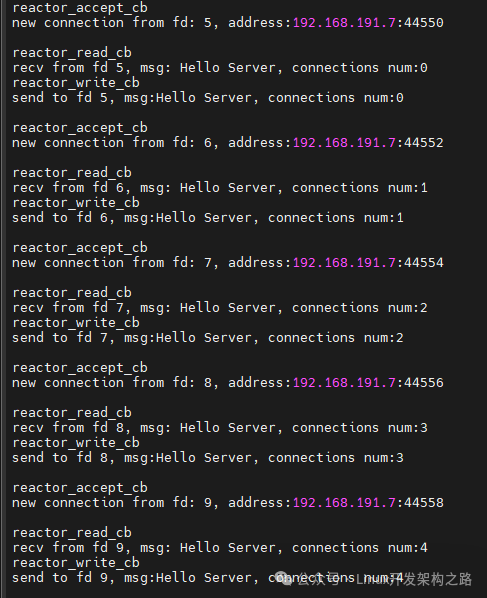 reactor_accept_cb
new connection from fd: 5, address:192.168.191.7:44550
reactor_read_cb
recv from fd 5, msg: Hello Server, connections num:0
reactor_write_cb
send to fd 5, msg:Hello Server, connections num:0
reactor_accept_cb
new connection from fd: 6, address:192.168.191.7:44552
reactor_read_cb
recv from fd 6, msg: Hello Server, connections num:1
reactor_write_cb
send to fd 6, msg:Hello Server, connections num:1
reactor_accept_cb
new connection from fd: 7, address:192.168.191.7:44554
reactor_read_cb
recv from fd 7, msg: Hello Server, connections num:2
reactor_write_cb
send to fd 7, msg:Hello Server, connections num:2
reactor_accept_cb
new connection from fd: 8, address:192.168.191.7:44556
reactor_read_cb
recv from fd 8, msg: Hello Server, connections num:3
reactor_write_cb
send to fd 8, msg:Hello Server, connections num:3
reactor_accept_cb
new connection from fd: 9, address:192.168.191.7:44558
reactor_read_cb
recv from fd 9, msg: Hello Server, connections num:4
reactor_write_cb
send to fd 9, msg:Hello Server, connections num:4
公众号 · Linux开发架构之路